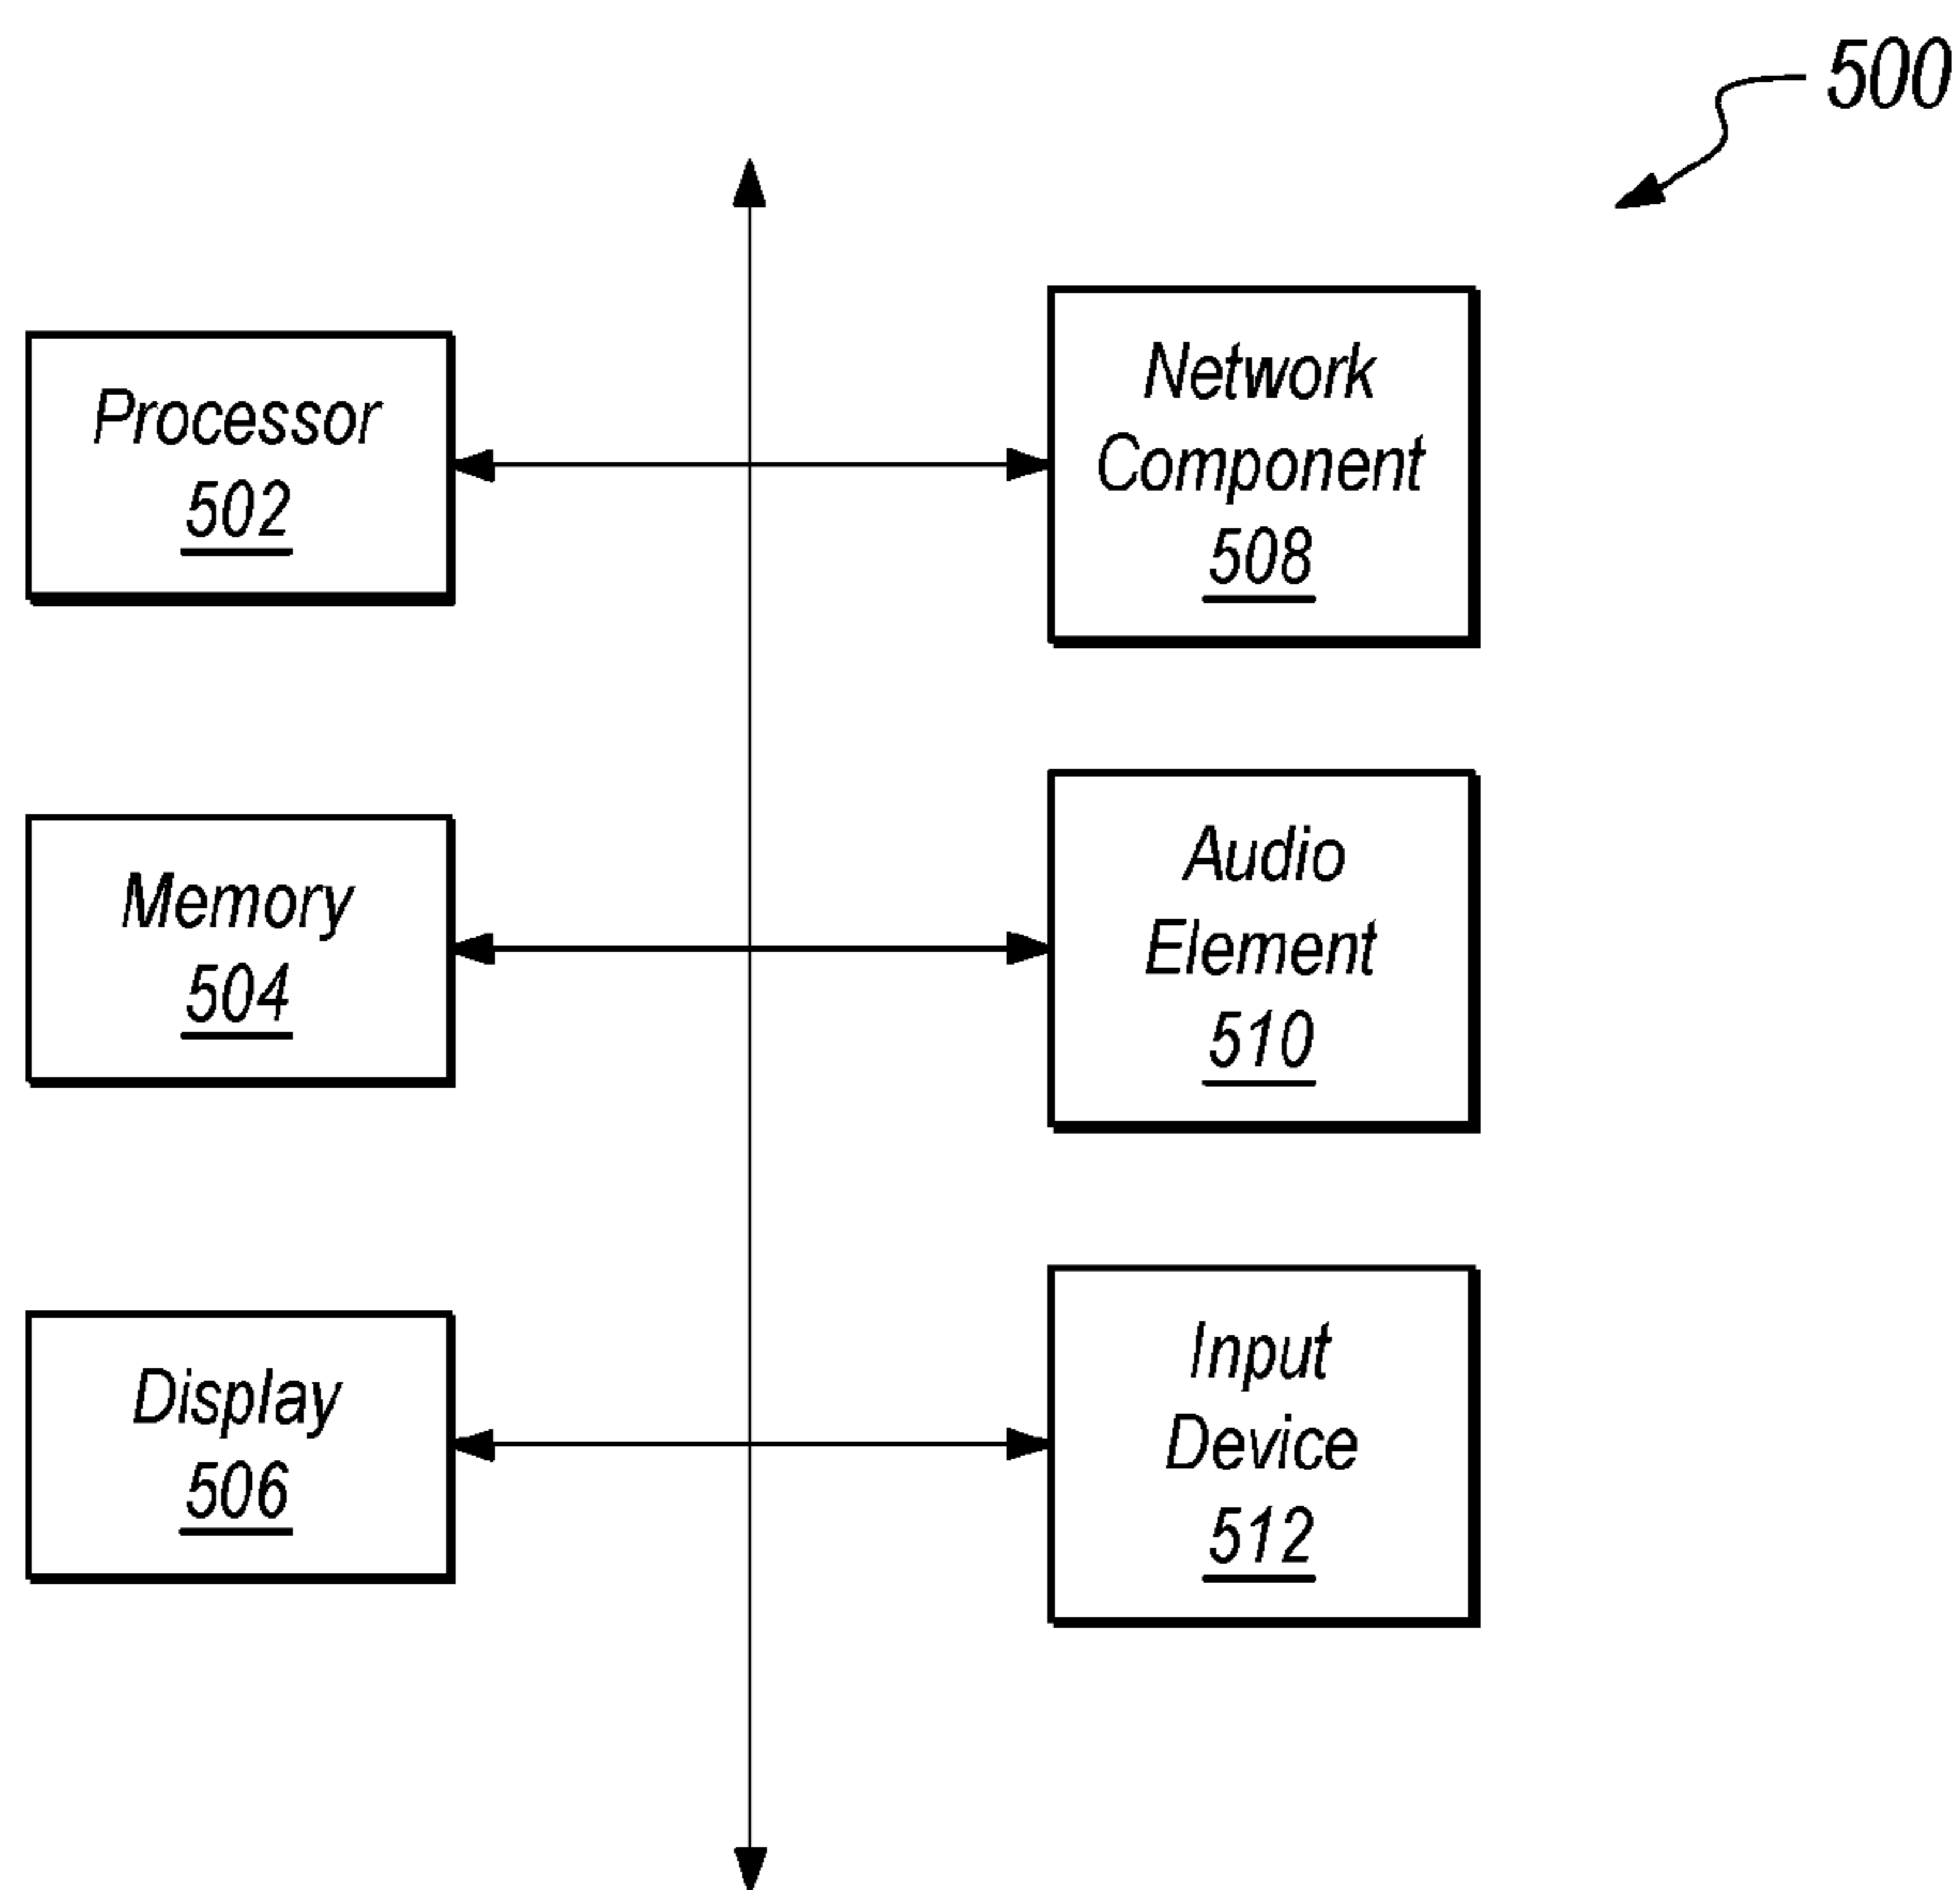 500
Processor
502
Network
Component
508
Memory
504
Audio
Element
510
Display
506
Input
Device
512